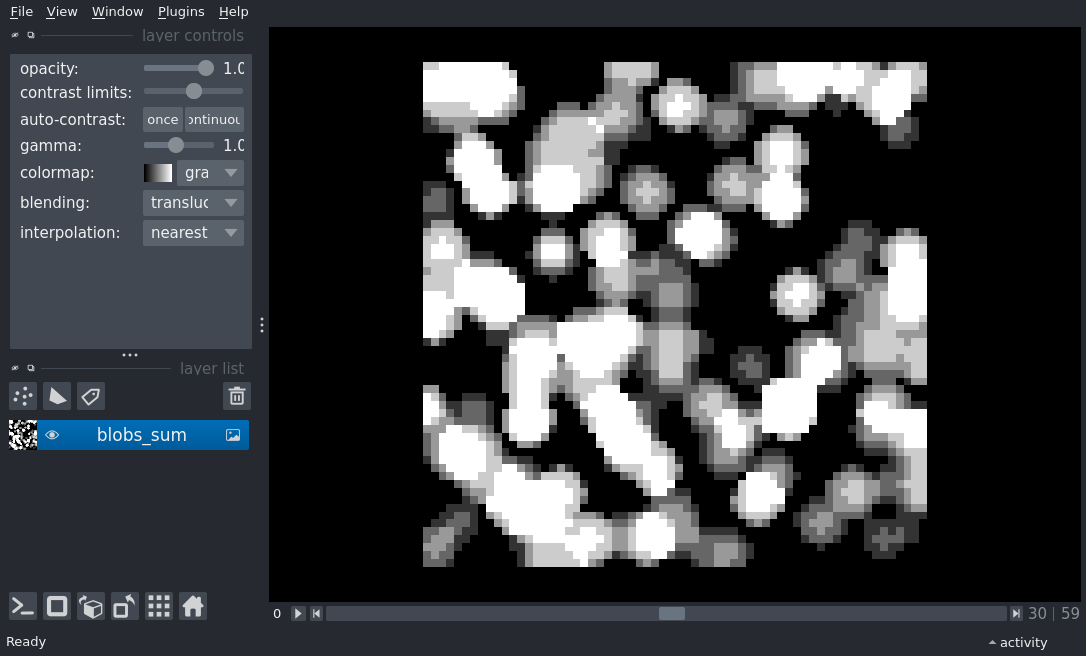 File View Window Plugins Help
layer controls
opacity: 1.0
contrast limits:
auto-contrast: once ontinuou
gamma: 1.0
colormap: gra
blending: transluc
interpolation: nearest
layer list
blobs_sum
0 30 | 59
Ready activity